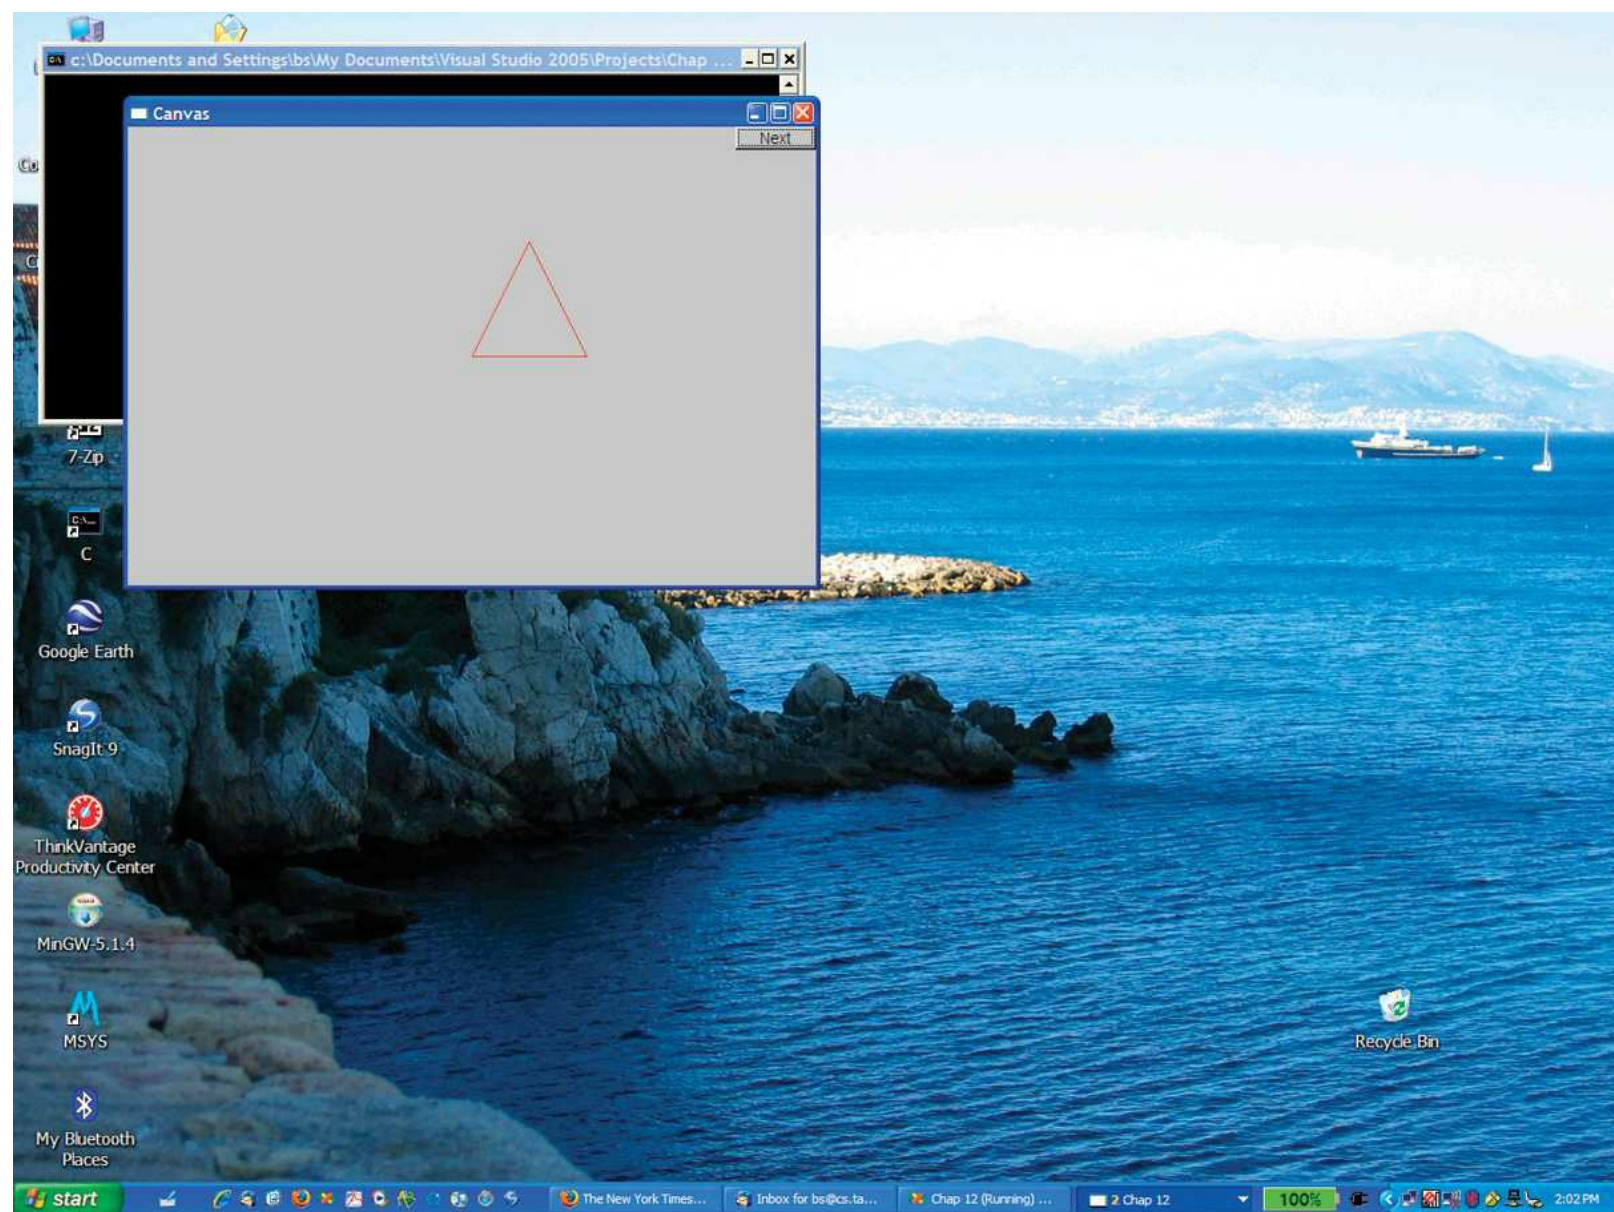 c:\Documents and Settings\bs\My Documents\Visual Studio 2005\Projects\Chap ...
Canvas
Next
Co
C
7-Zip
C:\_
C
Google Earth
SnagIt 9
ThinkVantage
Productivity Center
MinGW-5.1.4
MSYS
My Bluetooth
Places
Recycle Bin
start
The New York Times...
Inbox for bs@cs.ta...
Chap 12 (Running) ...
2 Chap 12
100%
2:02 PM